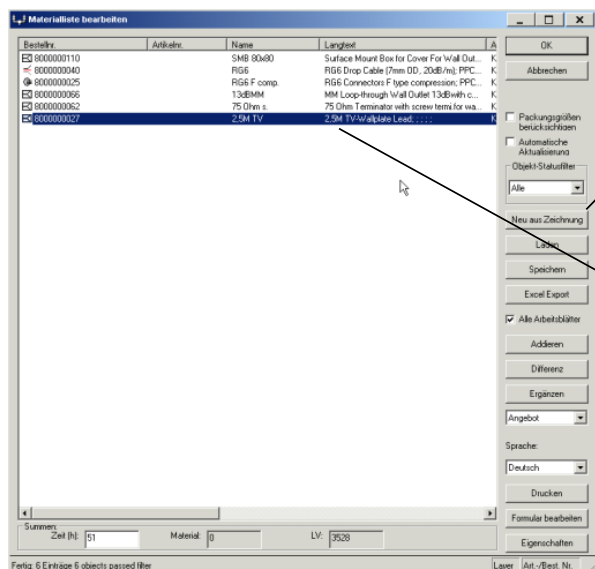 Materialliste bearbeiten
Bestellnr. Artikelnr. Name Langtext A
8000000110 SMB 80x80 Surface Mount Box for Cover For Wall Out... K
8000000040 RG6 RG6 Drop Cable (7mm OD, 20dB/m); PPC... K
8000000025 RG6 F comp. RG6 Connectors F type compression; PPC... K
8000000066 13dBMM MM Loop-through Wall Outlet 13dB with c... K
8000000062 75 Ohm s. 75 Ohm Terminator with screw termi.for wa... K
8000000027 2,5M TV 2,5M TV-Wallplate Lead; ; ; ; ; K
OK
Abbrechen
Packungsgrößen
berücksichtigen
Automatische
Aktualisierung
Objekt-Statusfilter
Alle
Neu aus Zeichnung
Laden
Speichern
Excel Export
Alle Arbeitsblätter
Addieren
Differenz
Ergänzen
Angebot
Sprache:
Deutsch
Drucken
Formular bearbeiten
Eigenschaften
Summen:
Zeit [h]: 51 Material: 0 LV: 3528
Fertig: 6 Einträge 6 objects passed filter Layer Art.-/Best. Nr.